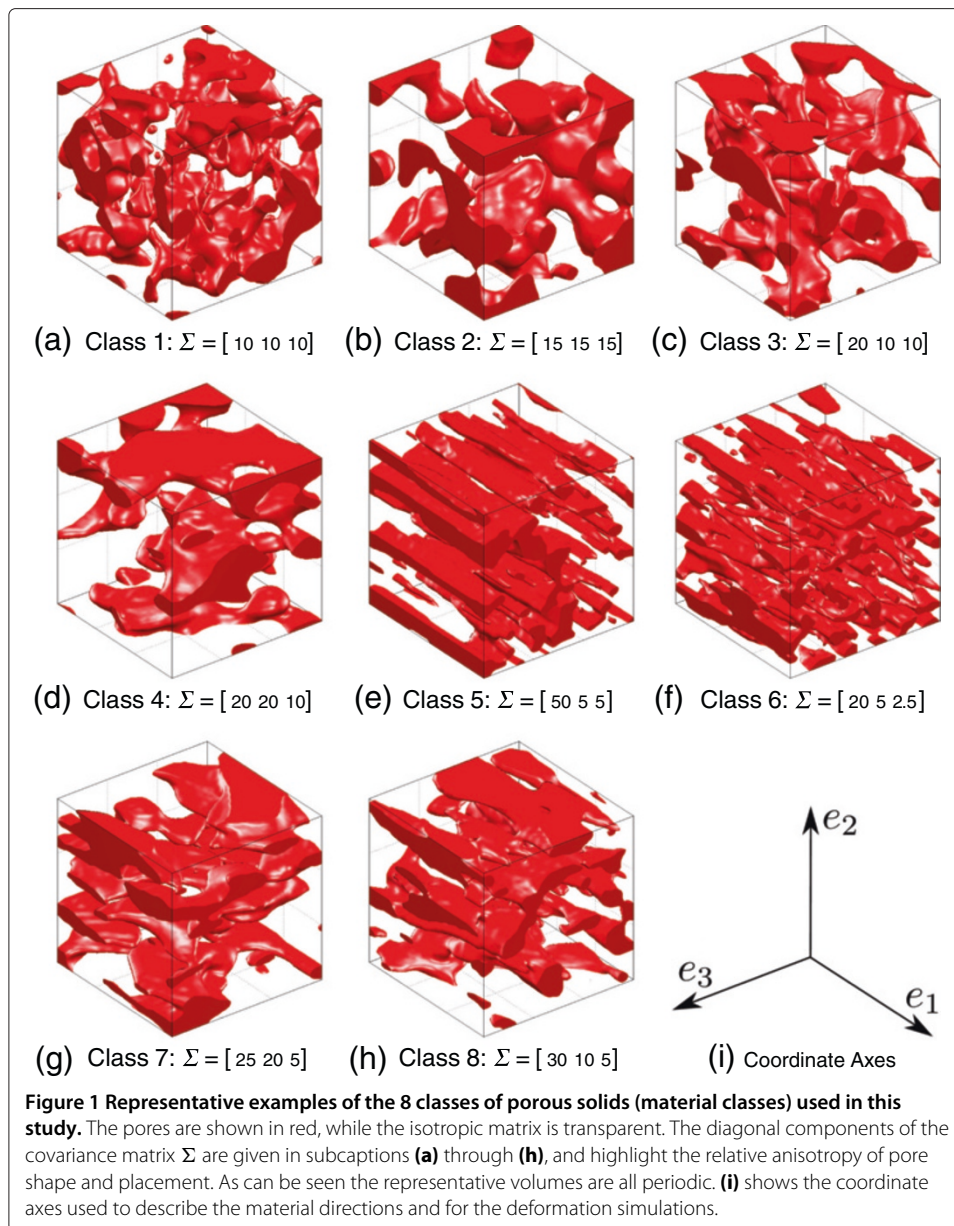 (a) Class 1: Σ = [ 10 10 10]
(b) Class 2: Σ = [ 15 15 15]
(c) Class 3: Σ = [ 20 10 10]
(d) Class 4: Σ = [ 20 20 10]
(e) Class 5: Σ = [ 50 5 5]
(f) Class 6: Σ = [ 20 5 2.5]
(g) Class 7: Σ = [ 25 20 5]
(h) Class 8: Σ = [ 30 10 5]
e2
e3
e1
(i) Coordinate Axes
Figure 1 Representative examples of the 8 classes of porous solids (material classes) used in this
study. The pores are shown in red, while the isotropic matrix is transparent. The diagonal components of the
covariance matrix Σ are given in subcaptions (a) through (h), and highlight the relative anisotropy of pore
shape and placement. As can be seen the representative volumes are all periodic. (i) shows the coordinate
axes used to describe the material directions and for the deformation simulations.